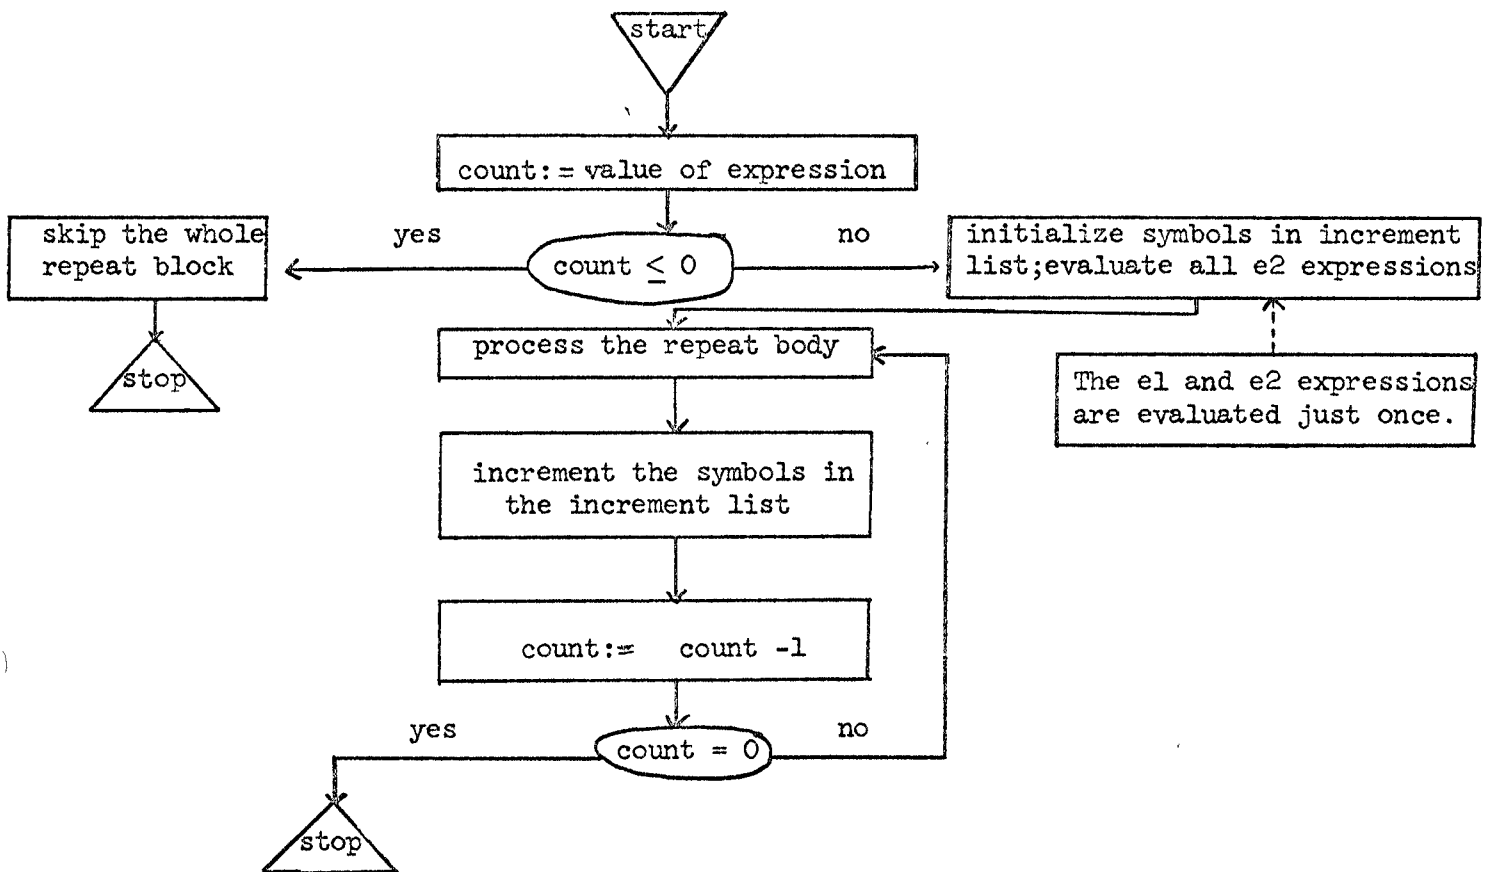 start
count:= value of expression
skip the whole
repeat block
yes
count ≤ 0
no
initialize symbols in increment
list;evaluate all e2 expressions
stop
process the repeat body
The e1 and e2 expressions
are evaluated just once.
increment the symbols in
the increment list
count:= count -1
yes
count = 0
no
stop